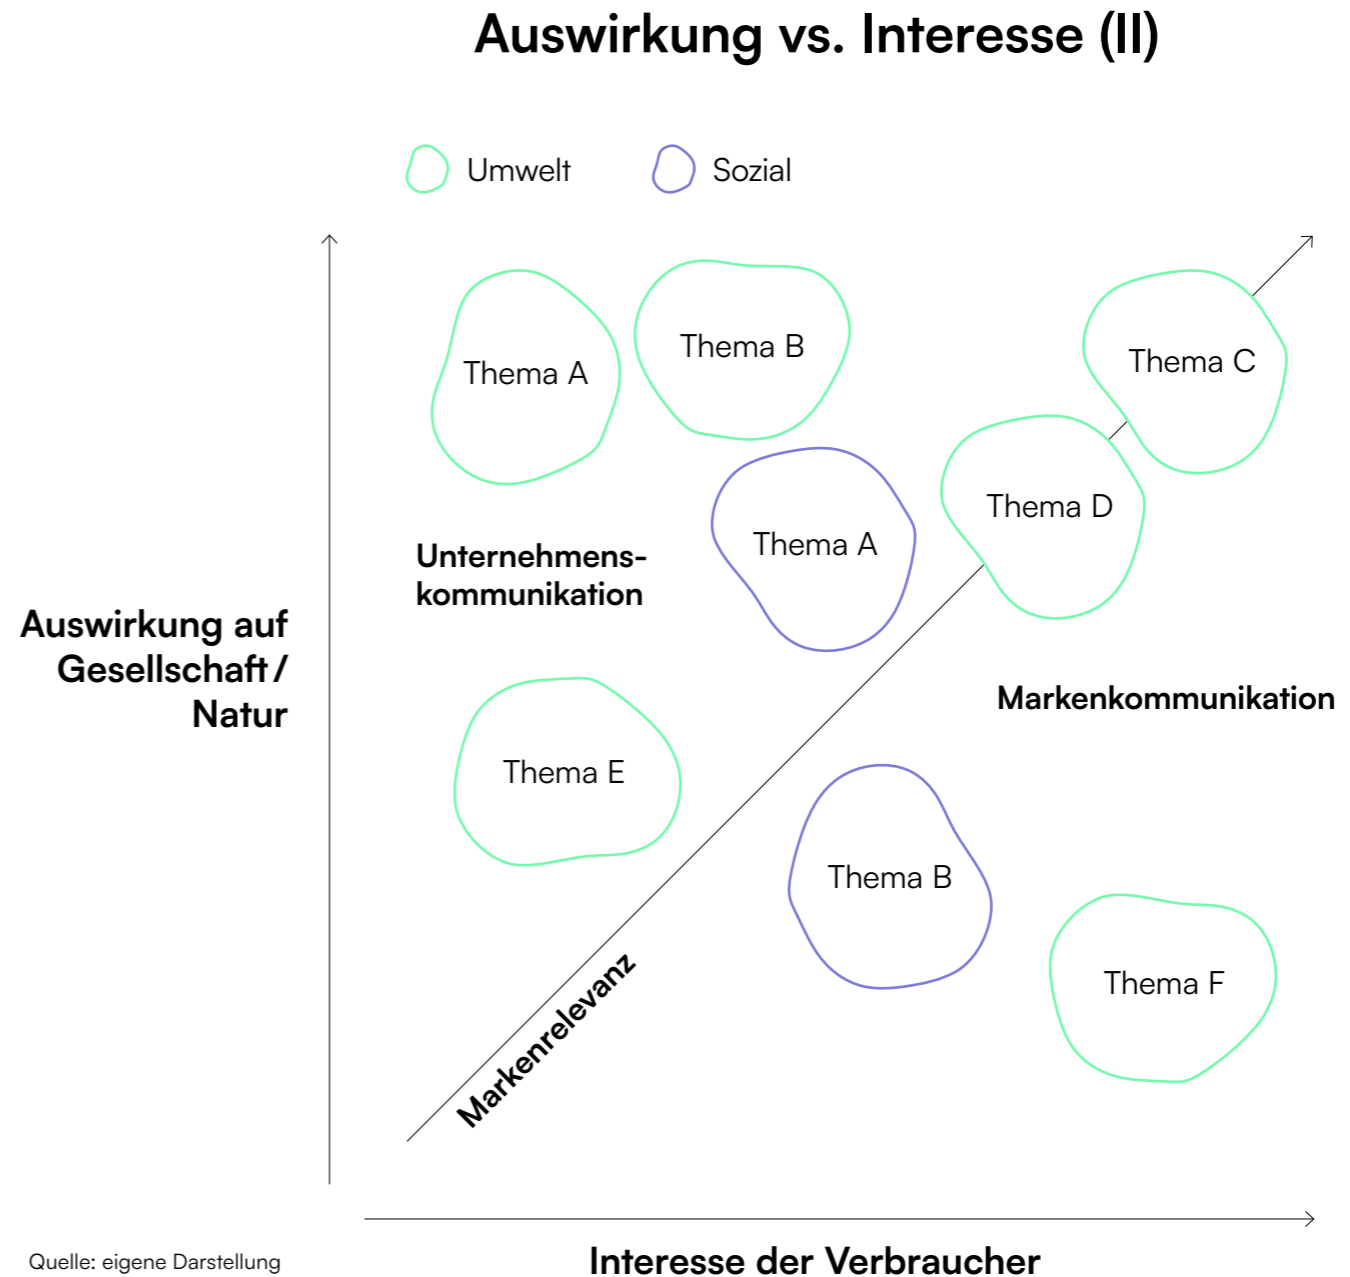 Auswirkung vs. Interesse (II)
Umwelt
Sozial
Thema A
Thema B
Thema C
Thema D
Thema A
Unternehmens-
kommunikation
Auswirkung auf
Gesellschaft/
Natur
Markenkommunikation
Thema E
Thema B
Thema F
Markenrelevanz
Interesse der Verbraucher
Quelle: eigene Darstellung